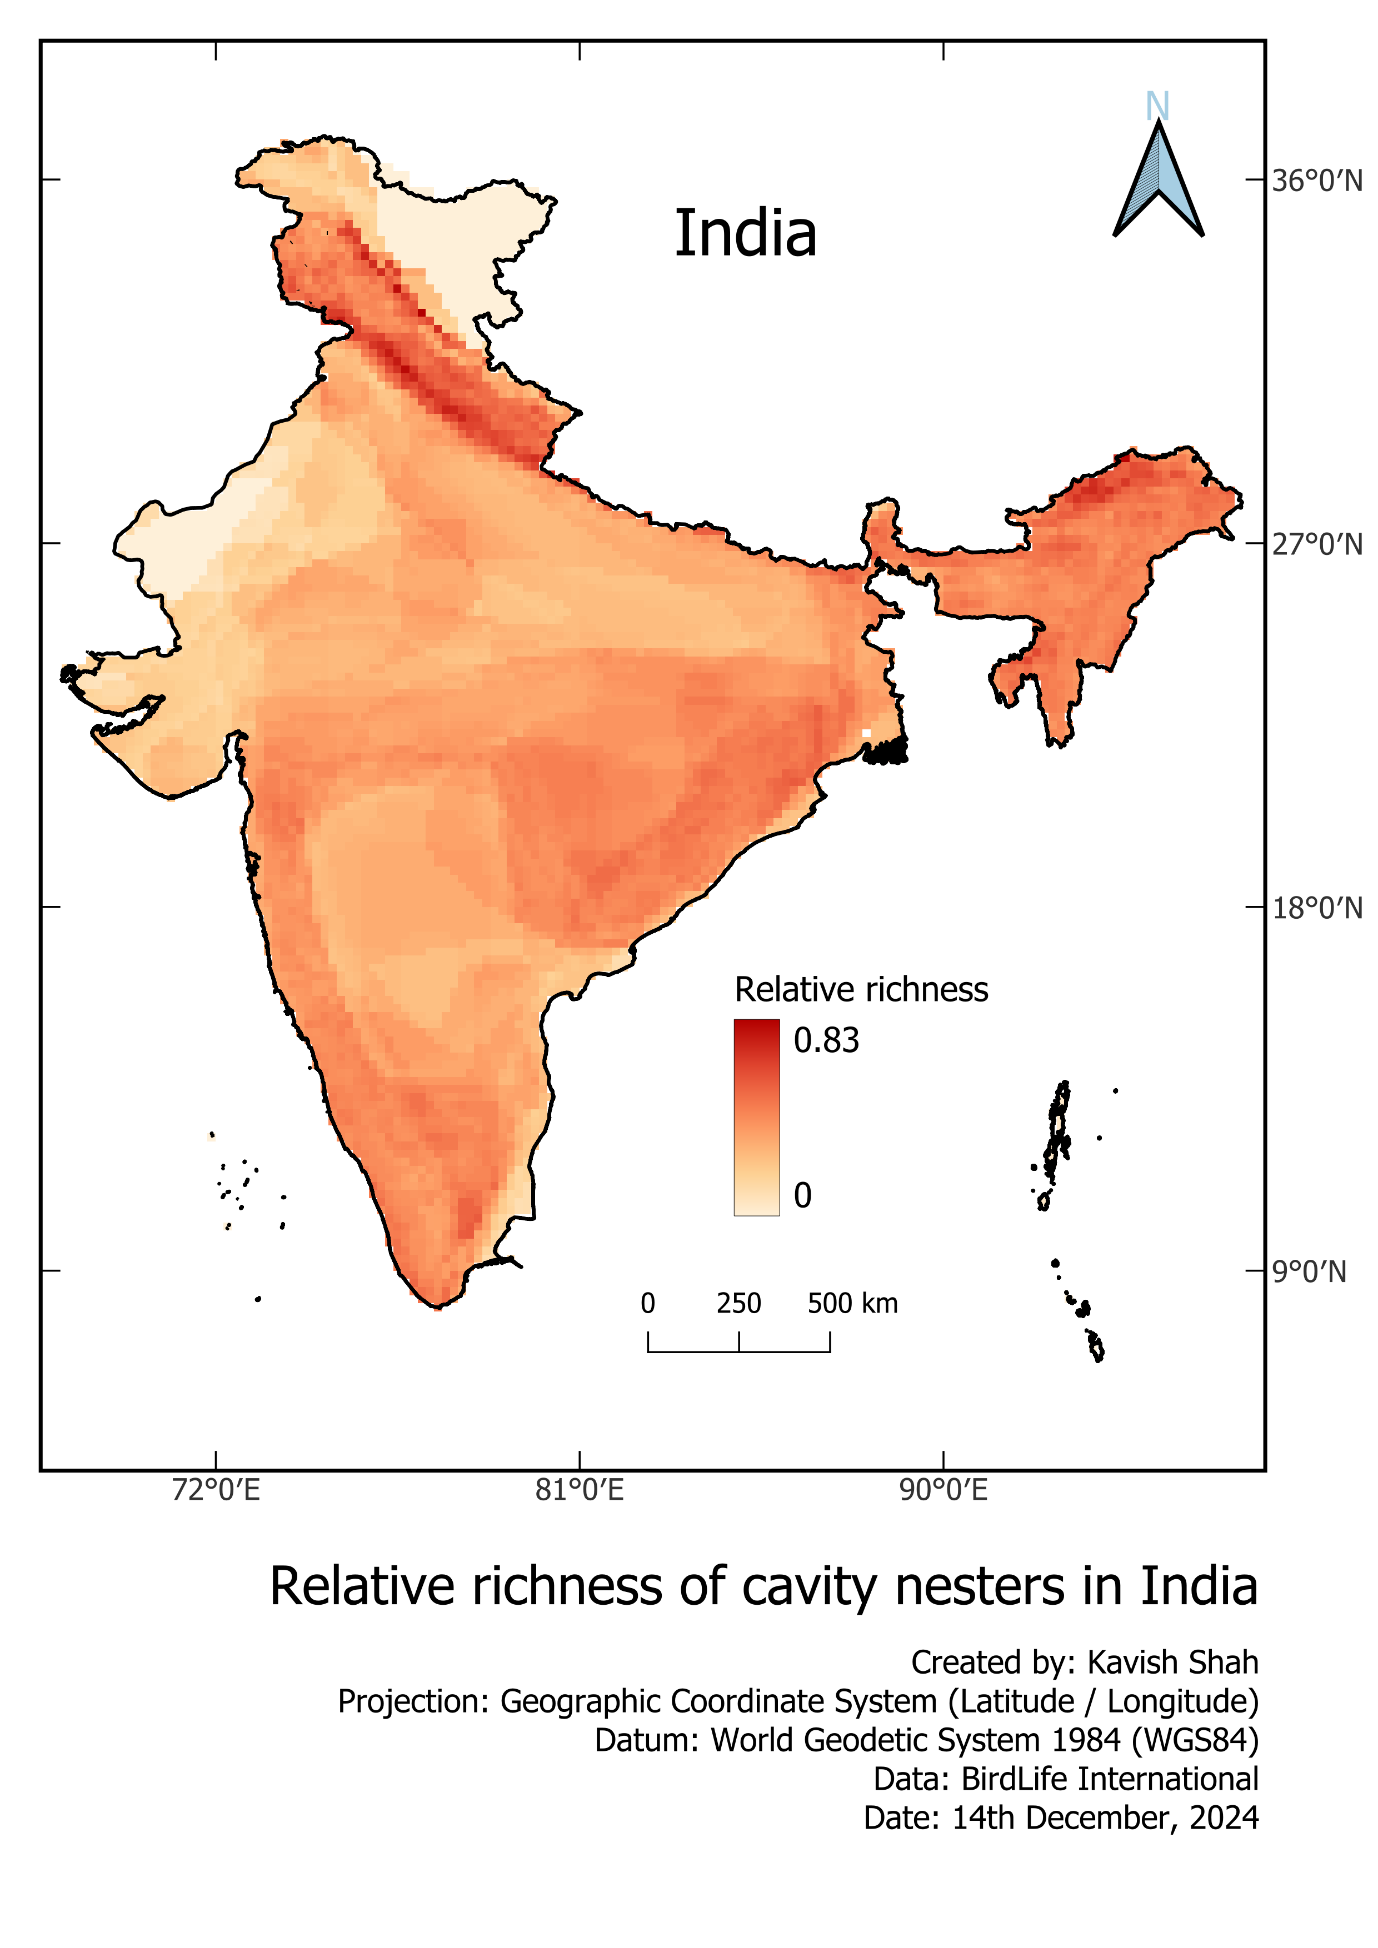 N
India
36°0′N
27°0′N
18°0′N
9°0′N
Relative richness
0.83
0
0 250 500 km
72°0′E 81°0′E 90°0′E
Relative richness of cavity nesters in India
Created by: Kavish Shah
Projection: Geographic Coordinate System (Latitude / Longitude)
Datum: World Geodetic System 1984 (WGS84)
Data: BirdLife International
Date: 14th December, 2024